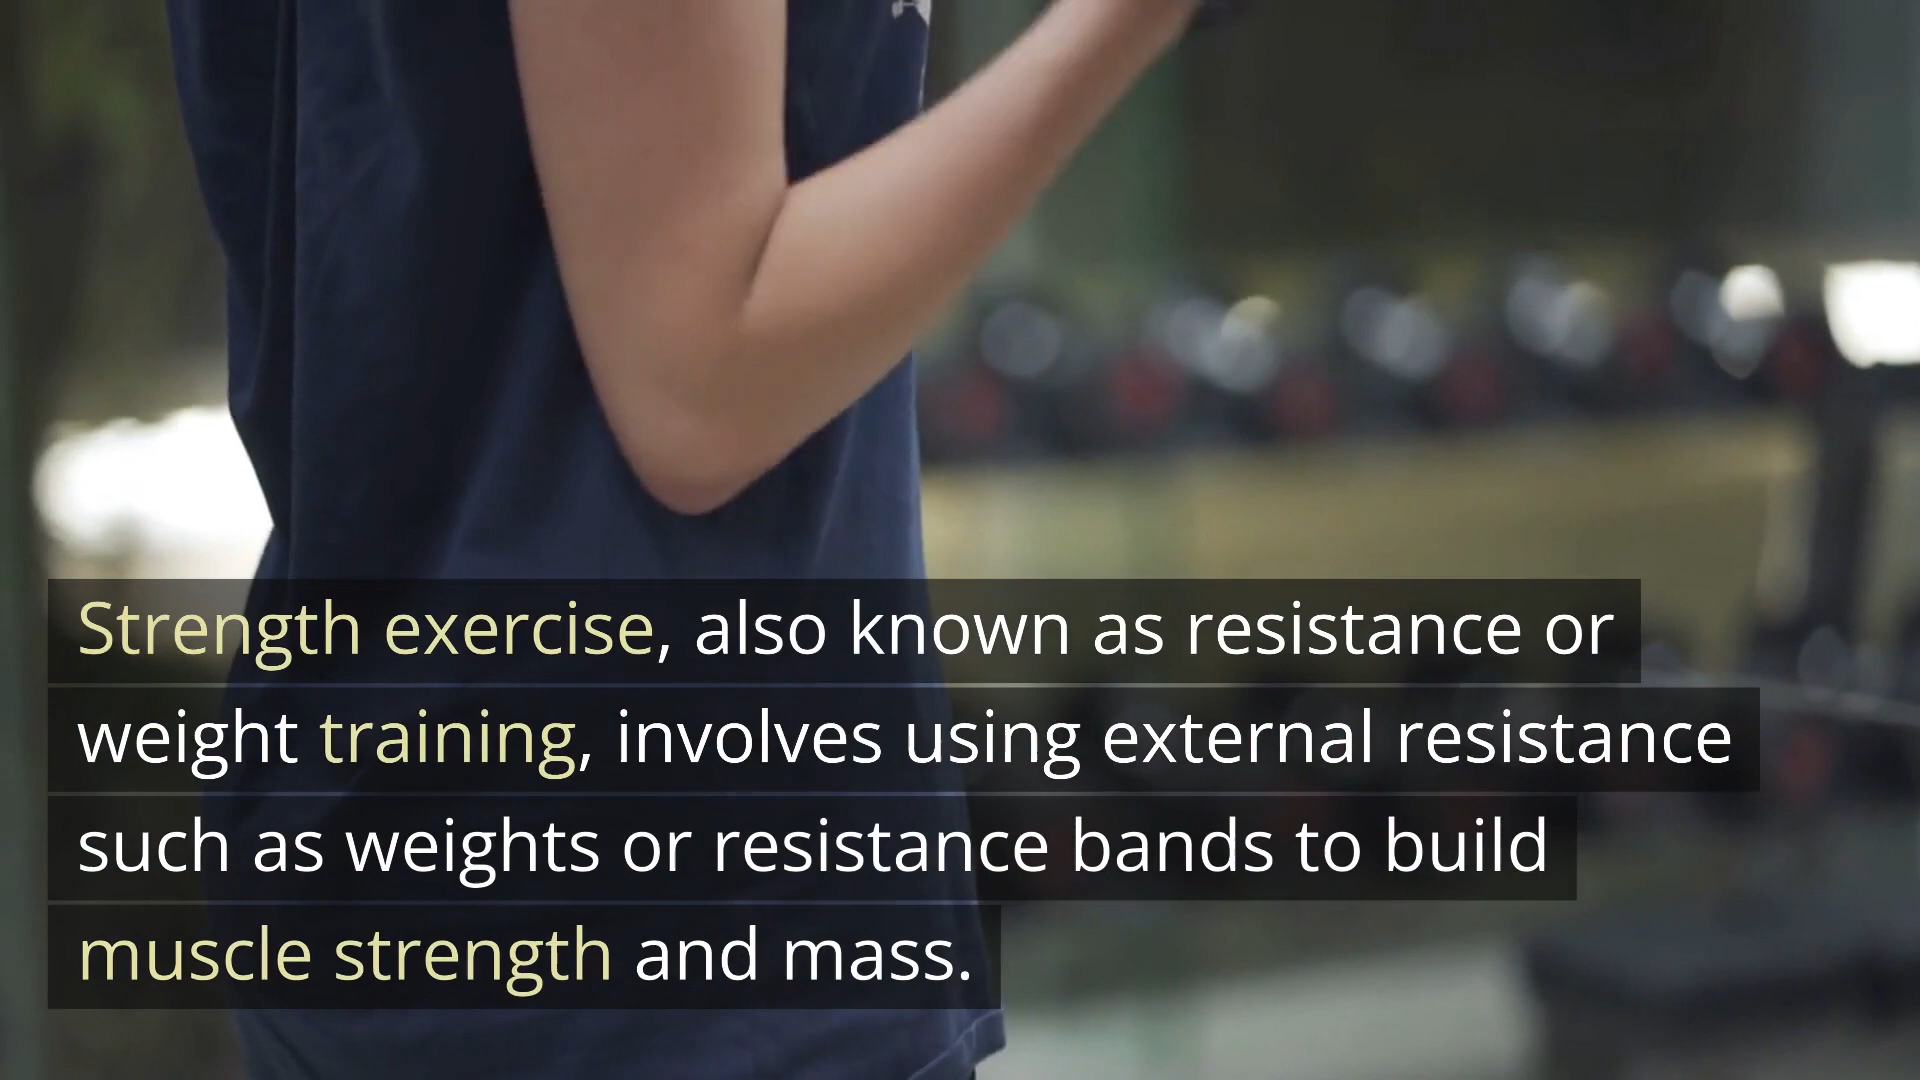 Strength exercise, also known as resistance or
weight training, involves using external resistance
such as weights or resistance bands to build
muscle strength and mass.